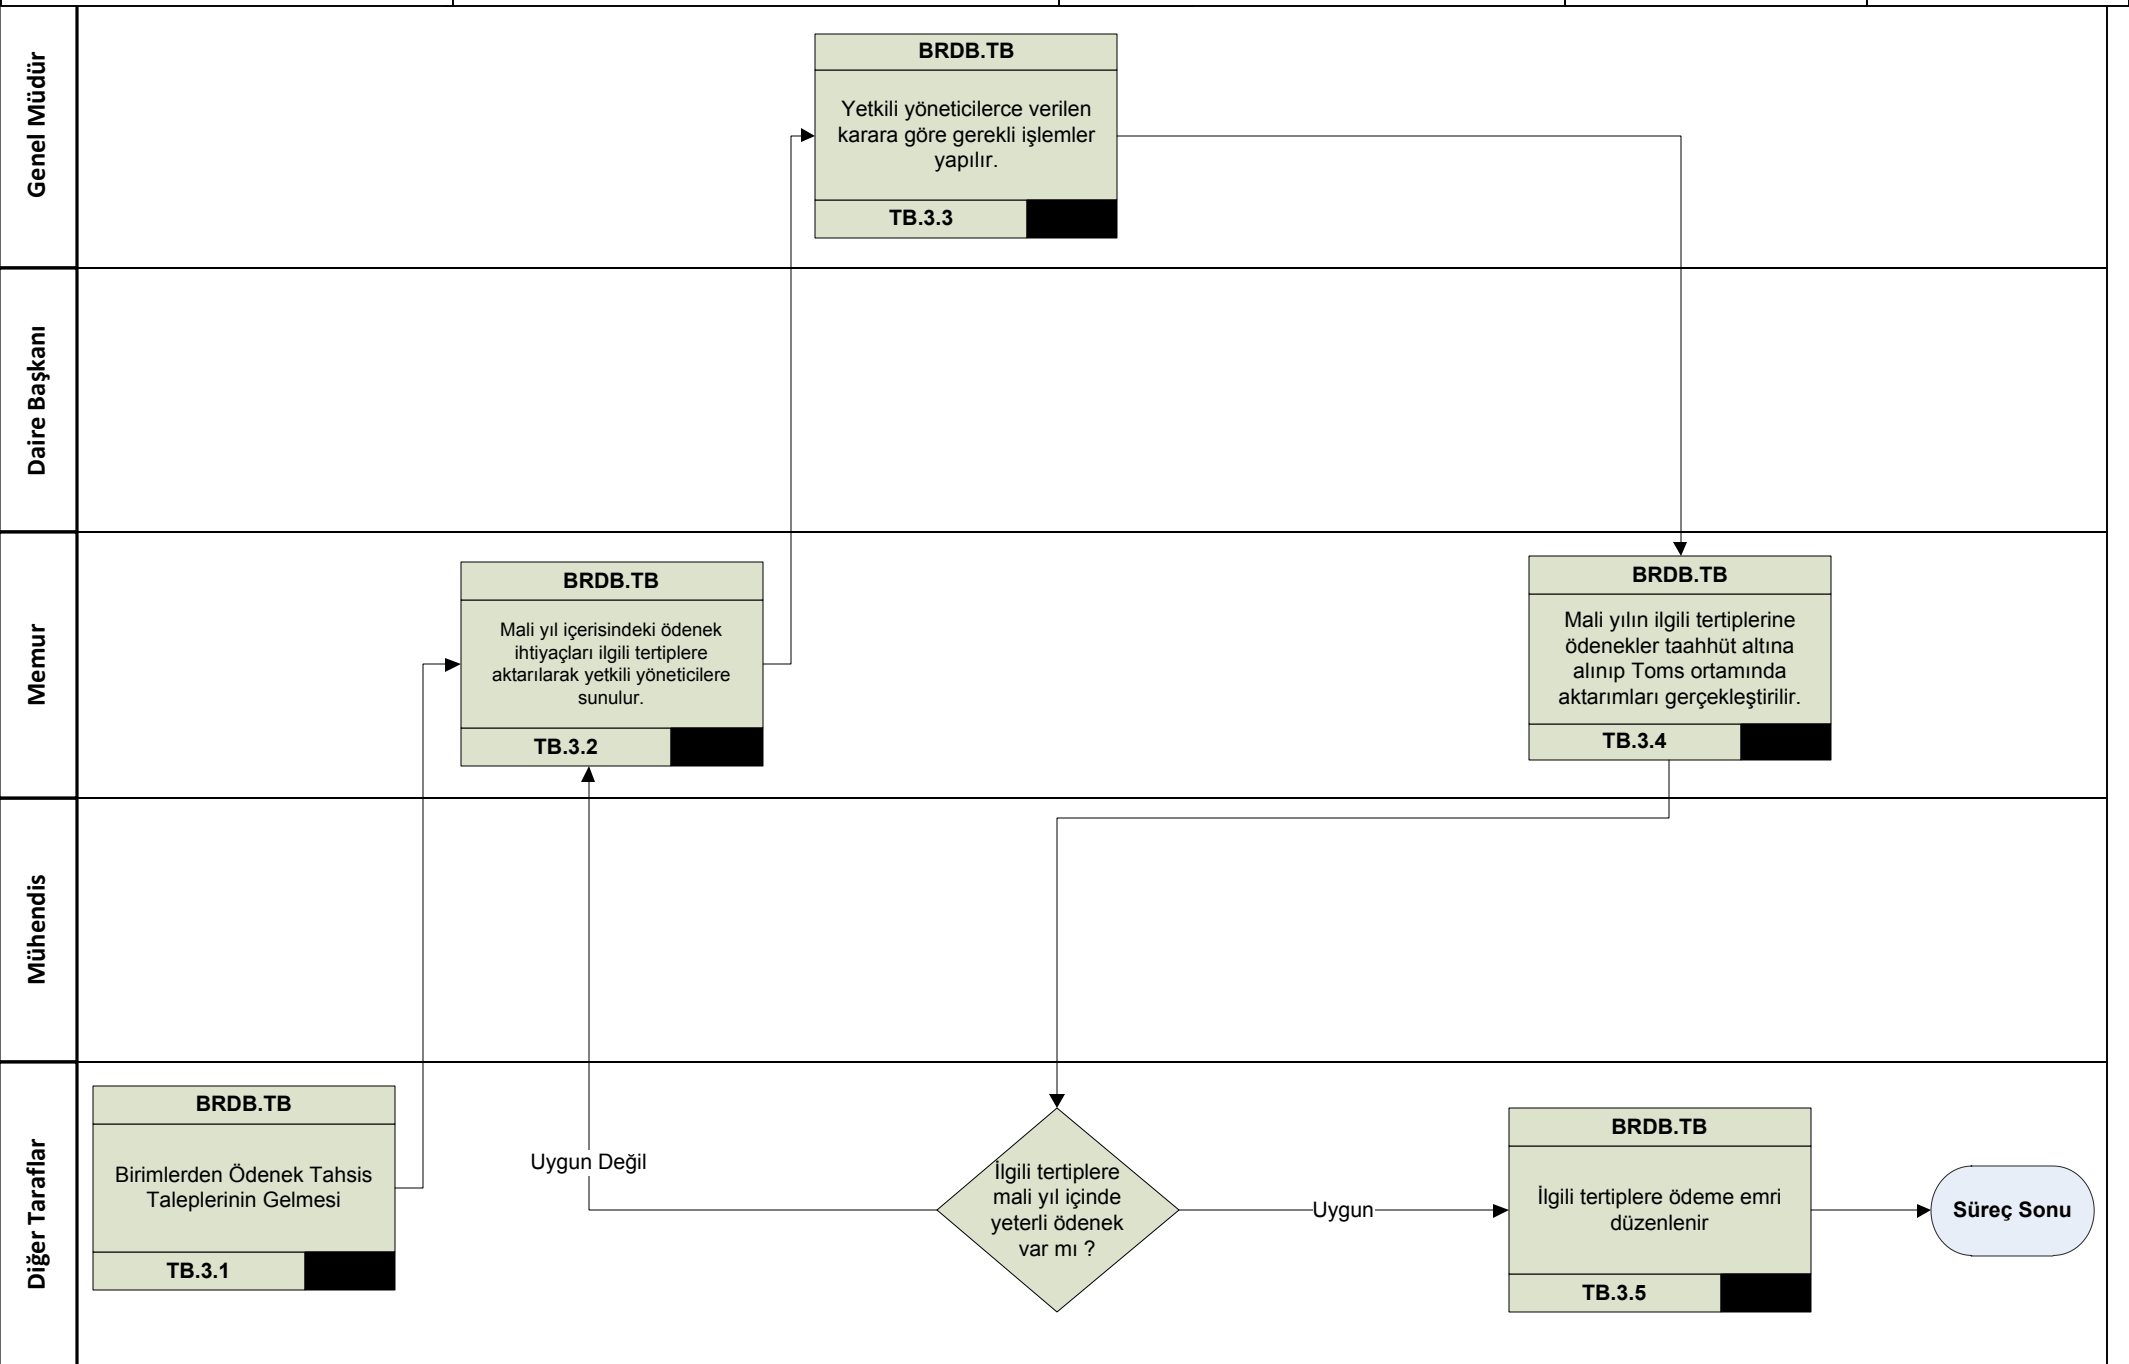 Genel Müdür
BRDB.TB
Yetkili yöneticilerce verilen
karara göre gerekli işlemler
yapılır.
TB.3.3
Daire Başkanı
Memur
BRDB.TB
Mali yıl içerisindeki ödenek
ihtiyaçları ilgili tertiplere
aktarılarak yetkili yöneticilere
sunulur.
TB.3.2
BRDB.TB
Mali yılın ilgili tertiplerine
ödenekler taahhüt altına
alınıp Toms ortamında
aktarımları gerçekleştirilir.
TB.3.4
Mühendis
Diğer Taraflar
BRDB.TB
Birimlerden Ödenek Tahsis
Taleplerinin Gelmesi
TB.3.1
Uygun Değil
İlgili tertiplere
mali yıl içinde
yeterli ödenek
var mı ?
Uygun
BRDB.TB
İlgili tertiplere ödeme emri
düzenlenir
TB.3.5
Süreç Sonu